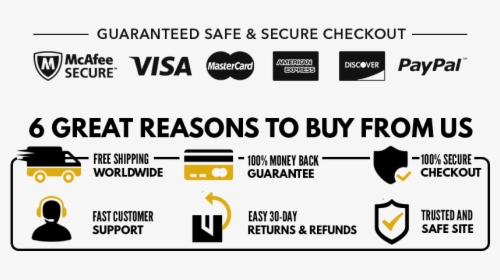 GUARANTEED SAFE & SECURE CHECKOUT
McAfee SECURE™ VISA MasterCard AMERICAN EXPRESS DISCOVER PayPal™
6 GREAT REASONS TO BUY FROM US
FREE SHIPPING WORLDWIDE
100% MONEY BACK GUARANTEE
100% SECURE CHECKOUT
FAST CUSTOMER SUPPORT
EASY 30-DAY RETURNS & REFUNDS
TRUSTED AND SAFE SITE